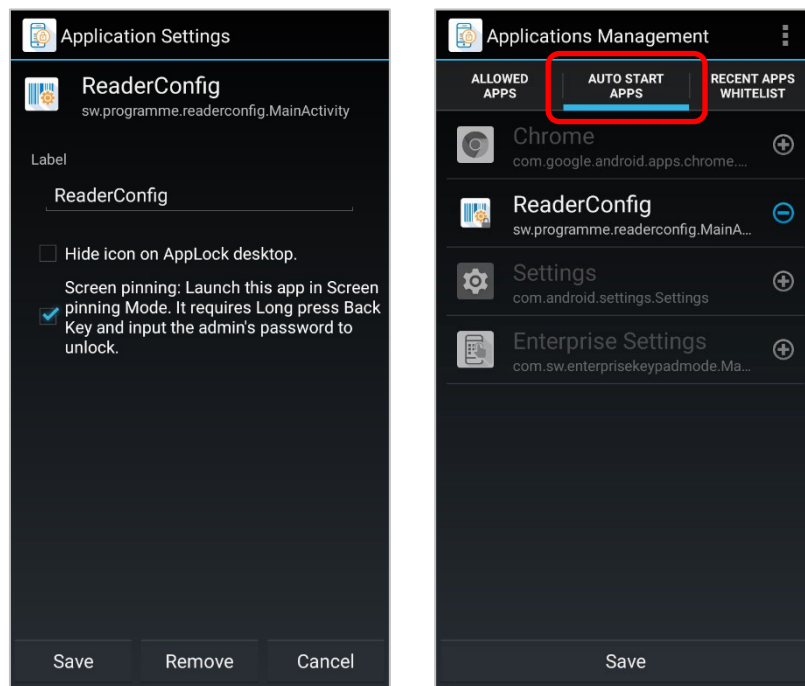 Application Settings
ReaderConfig
sw.programme.readerconfig.MainActivity
Label
ReaderConfig
Hide icon on AppLock desktop.
Screen pinning: Launch this app in Screen
pinning Mode. It requires Long press Back
Key and input the admin's password to
unlock.
Save Remove Cancel
Applications Management
ALLOWED APPS
AUTO START APPS
RECENT APPS WHITELIST
Chrome
com.google.android.apps.chrome....
ReaderConfig
sw.programme.readerconfig.MainA...
Settings
com.android.settings.Settings
Enterprise Settings
com.sw.enterprisekeypadmode.Ma...
Save